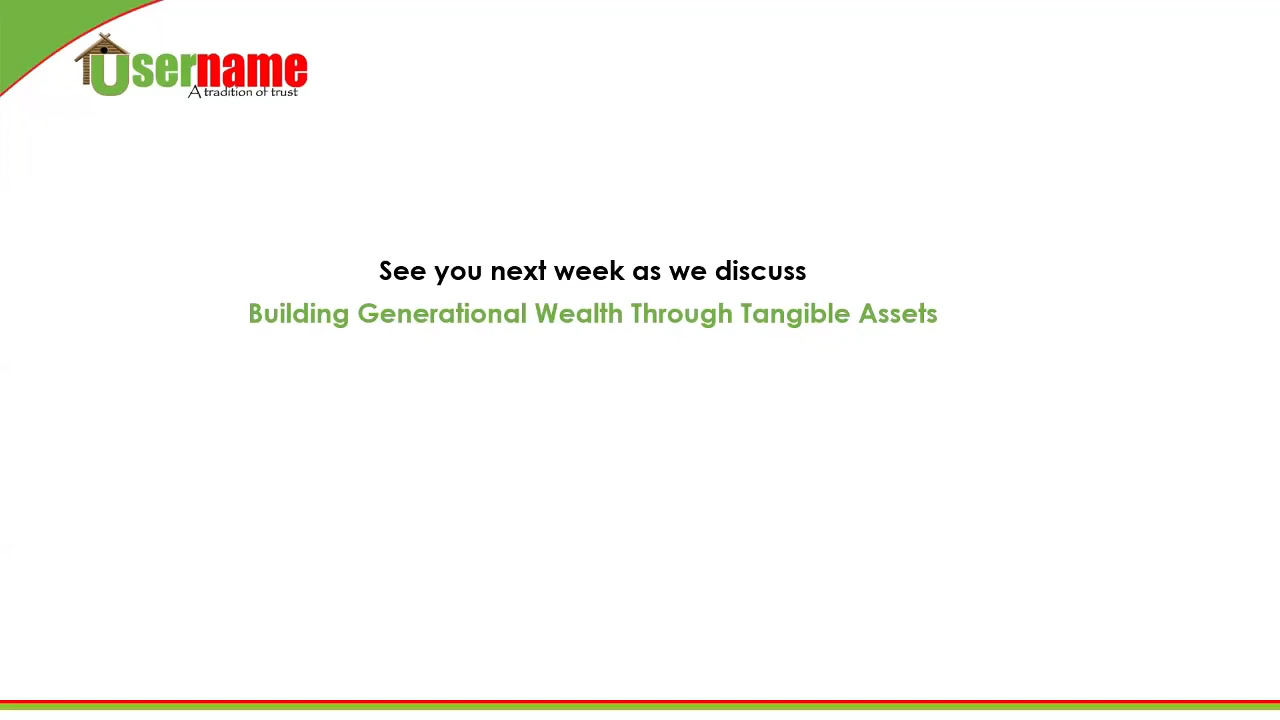 Username
A tradition of trust
See you next week as we discuss
Building Generational Wealth Through Tangible Assets